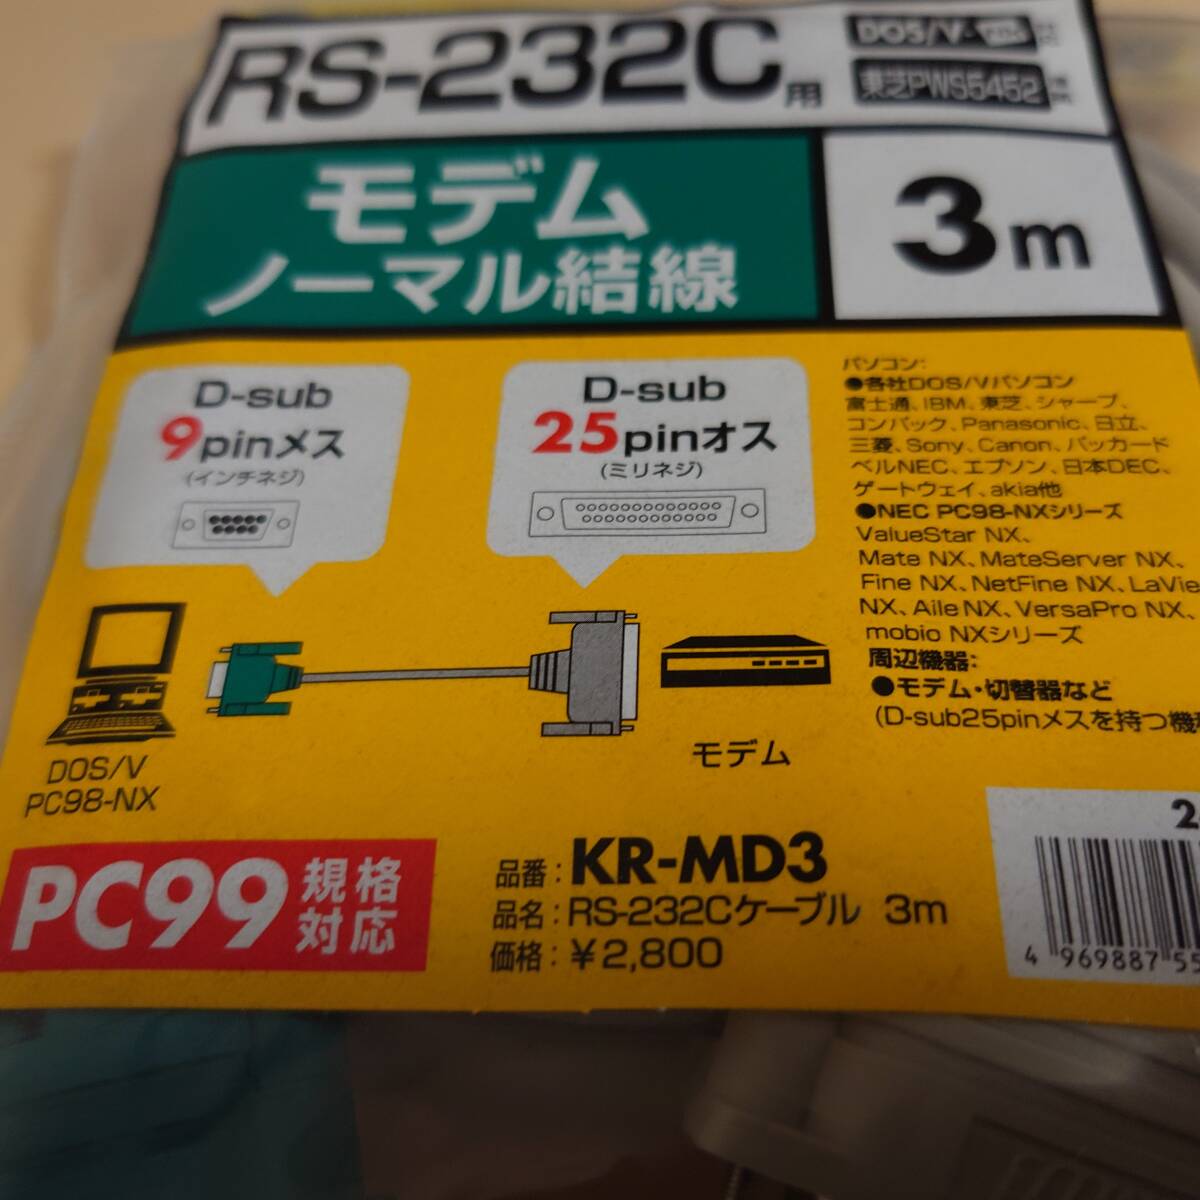 RS-232C用
DOS/V
東芝PWS5452
モデム
ノーマル結線
3m
D-sub
9pinメス
(インチネジ)
D-sub
25pinオス
(ミリネジ)
DOS/V
PC98-NX
モデム
パソコン:
●各社DOS/Vパソコン
富士通、IBM、東芝、シャープ、
コンパック、Panasonic、日立、
三菱、Sony、Canon、パッカード
ベルNEC、エプソン、日本DEC、
ゲートウェイ、akia他
●NEC PC98-NXシリーズ
ValueStar NX、
Mate NX、MateServer NX、
Fine NX、NetFine NX、LaVie
NX、Aile NX、VersaPro NX、
mobio NXシリーズ
周辺機器:
●モデム・切替器など
(D-sub25pinメスを持つ機
PC99規格対応
品番:KR-MD3
品名:RS-232Cケーブル 3m
価格:¥2,800
2
4 969887 55